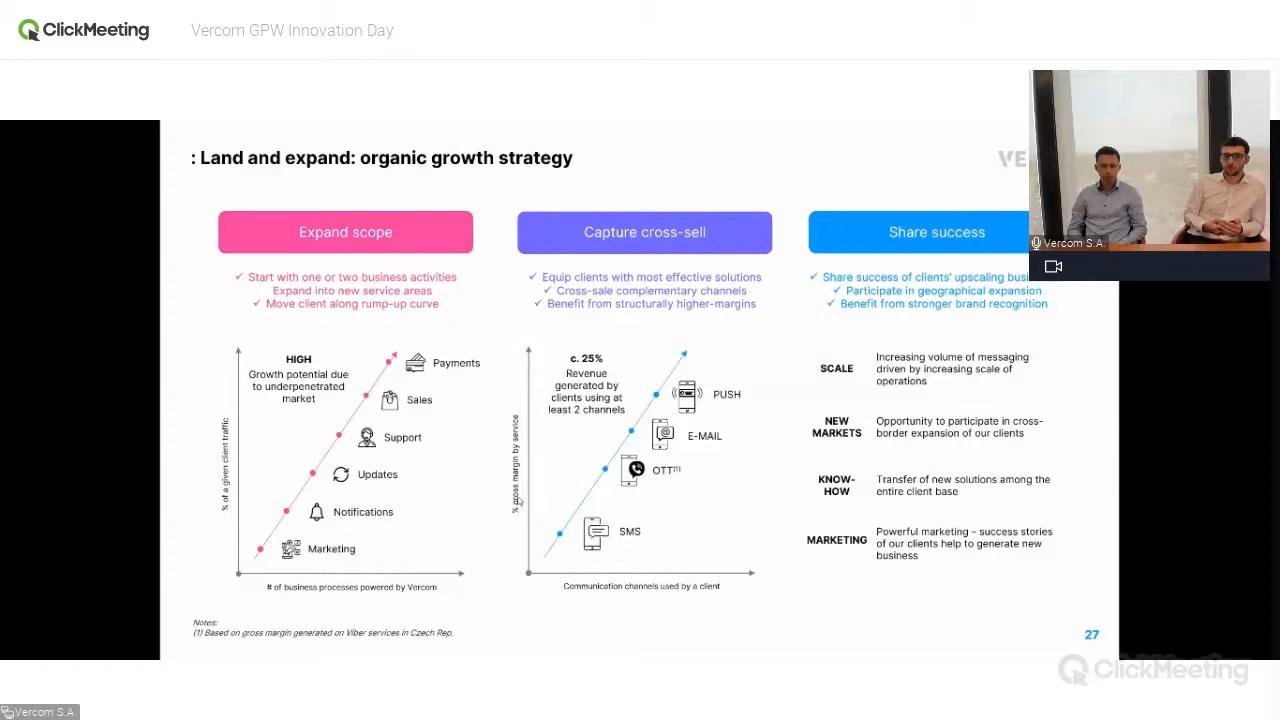 ClickMeeting
Vercom GPW Innovation Day
: Land and expand: organic growth strategy
VE
Expand scope
Capture cross-sell
Share success
Start with one or two business activities
Expand into new service areas
Move client along rump-up curve
Equip clients with most effective solutions
Cross-sale complementary channels
Benefit from structurally higher-margins
Share success of clients' upscaling busi
Participate in geographical expansion
Benefit from stronger brand recognition
Vercom S.A.
HIGH
Growth potential due
to underpenetrated
market
% of a given client traffic
Payments
Sales
Support
Updates
Notifications
Marketing
# of business processes powered by Vercom
c. 25%
Revenue
generated by
clients using at
least 2 channels
% gross margin by service
PUSH
E-MAIL
OTT(1)
SMS
Communication channels used by a client
SCALE
Increasing volume of messaging
driven by increasing scale of
operations
NEW
MARKETS
Opportunity to participate in cross-
border expansion of our clients
KNOW-
HOW
Transfer of new solutions among the
entire client base
MARKETING
Powerful marketing – success stories
of our clients help to generate new
business
Notes:
(1) Based on gross margin generated on Viber services in Czech Rep.
27
ClickMeeting
Vercom S.A.